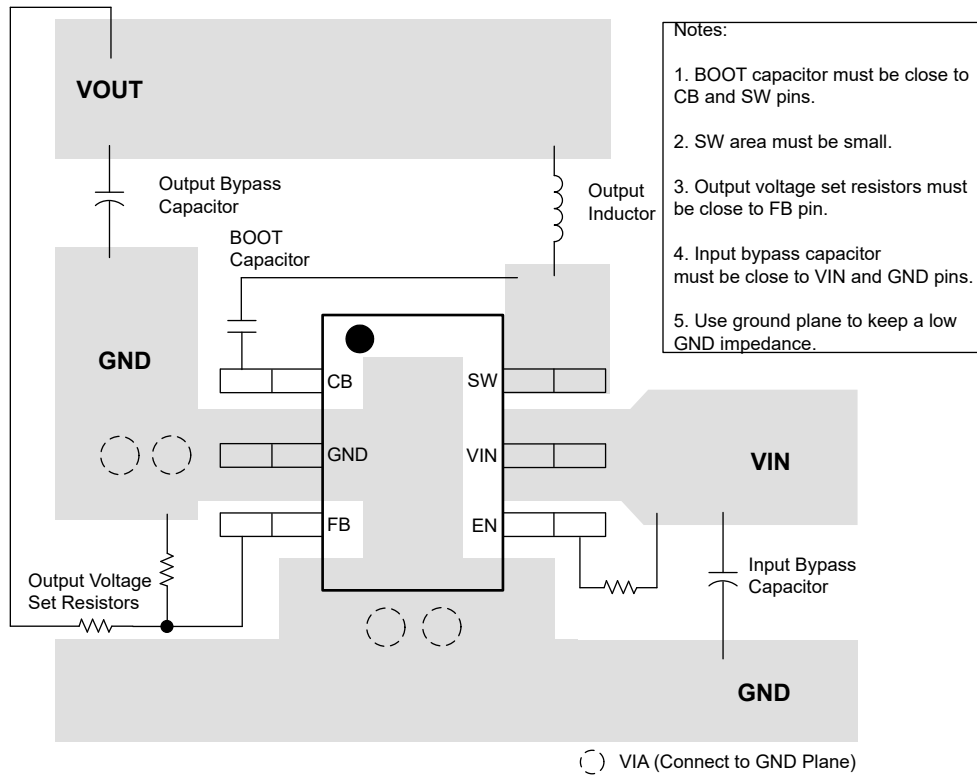 VOUT
Output Bypass
Capacitor
BOOT
Capacitor
Output
Inductor
Notes:
1. BOOT capacitor must be close to
CB and SW pins.
2. SW area must be small.
3. Output voltage set resistors must
be close to FB pin.
4. Input bypass capacitor
must be close to VIN and GND pins.
5. Use ground plane to keep a low
GND impedance.
GND
CB
SW
GND
VIN
VIN
FB
EN
Output Voltage
Set Resistors
Input Bypass
Capacitor
GND
VIA (Connect to GND Plane)